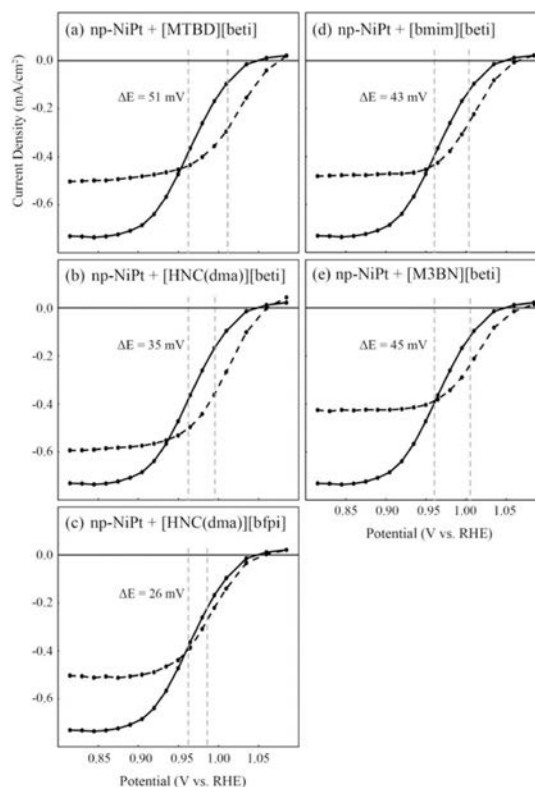 (a) np-NiPt + [MTBD][beti]
0.0
ΔE = 51 mV
-0.2
-0.4
-0.6
Current Density (mA/cm²)
(b) np-NiPt + [HNC(dma)][beti]
0.0
ΔE = 35 mV
-0.2
-0.4
-0.6
(c) np-NiPt + [HNC(dma)][bfpi]
0.0
ΔE = 26 mV
-0.2
-0.4
-0.6
0.85 0.90 0.95 1.00 1.05
Potential (V vs. RHE)
(d) np-NiPt + [bmim][beti]
ΔE = 43 mV
(e) np-NiPt + [M3BN][beti]
ΔE = 45 mV
0.85 0.90 0.95 1.00 1.05
Potential (V vs. RHE)